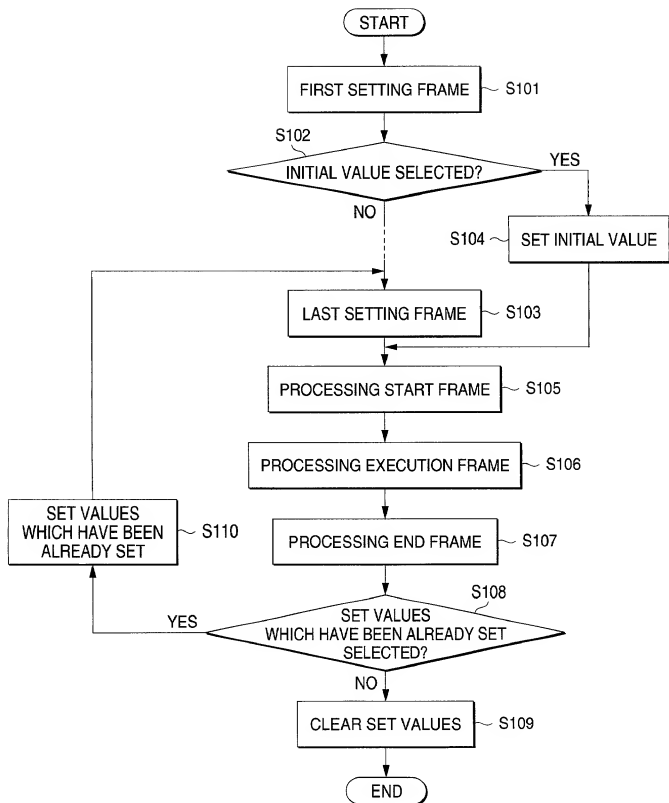 START
FIRST SETTING FRAME
S101
S102
INITIAL VALUE SELECTED?
YES
NO
S104
SET INITIAL VALUE
LAST SETTING FRAME
S103
PROCESSING START FRAME
S105
PROCESSING EXECUTION FRAME
S106
SET VALUES
WHICH HAVE BEEN
ALREADY SET
S110
PROCESSING END FRAME
S107
S108
YES
SET VALUES
WHICH HAVE BEEN ALREADY SET
SELECTED?
NO
CLEAR SET VALUES
S109
END